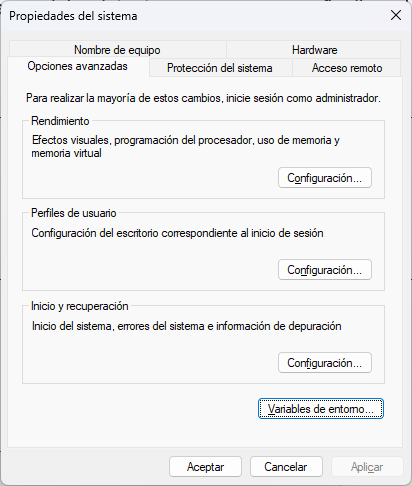 Propiedades del sistema
Nombre de equipo
Hardware
Opciones avanzadas
Protección del sistema
Acceso remoto
Para realizar la mayoría de estos cambios, inicie sesión como administrador.
Rendimiento
Efectos visuales, programación del procesador, uso de memoria y
memoria virtual
Configuración...
Perfiles de usuario
Configuración del escritorio correspondiente al inicio de sesión
Configuración...
Inicio y recuperación
Inicio del sistema, errores del sistema e información de depuración
Configuración...
Variables de entorno...
Aceptar
Cancelar
Aplicar